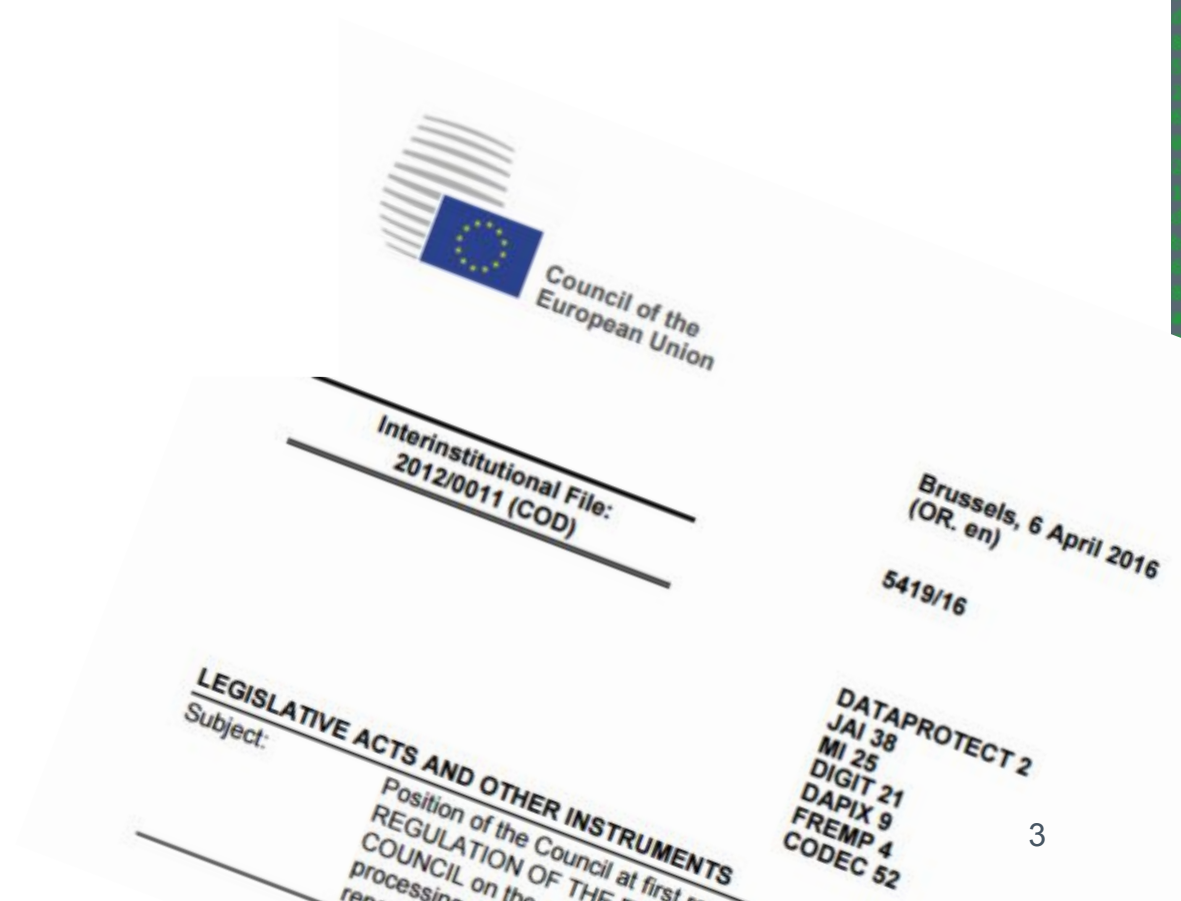 Council of the
European Union
Interinstitutional File:
2012/0011 (COD)
Brussels, 6 April 2016
(OR. en)
5419/16
DATAPROTECT 2
JAI 38
MI 25
DIGIT 21
DAPIX 9
FREMP 4
CODEC 52
LEGISLATIVE ACTS AND OTHER INSTRUMENTS
Subject:
Position of the Council at first
REGULATION OF THE
COUNCIL on the
processing
3